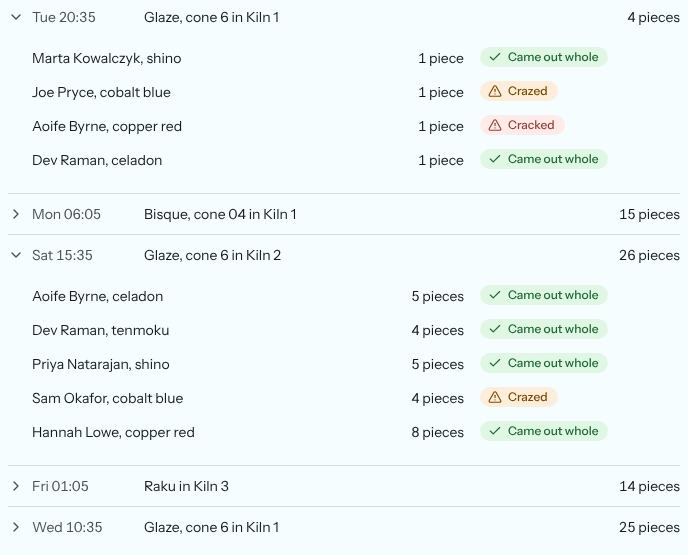 Tue 20:35 Glaze, cone 6 in Kiln 1 4 pieces
Marta Kowalczyk, shino 1 piece Came out whole
Joe Pryce, cobalt blue 1 piece Crazed
Aoife Byrne, copper red 1 piece Cracked
Dev Raman, celadon 1 piece Came out whole
Mon 06:05 Bisque, cone 04 in Kiln 1 15 pieces
Sat 15:35 Glaze, cone 6 in Kiln 2 26 pieces
Aoife Byrne, celadon 5 pieces Came out whole
Dev Raman, tenmoku 4 pieces Came out whole
Priya Natarajan, shino 5 pieces Came out whole
Sam Okafor, cobalt blue 4 pieces Crazed
Hannah Lowe, copper red 8 pieces Came out whole
Fri 01:05 Raku in Kiln 3 14 pieces
Wed 10:35 Glaze, cone 6 in Kiln 1 25 pieces